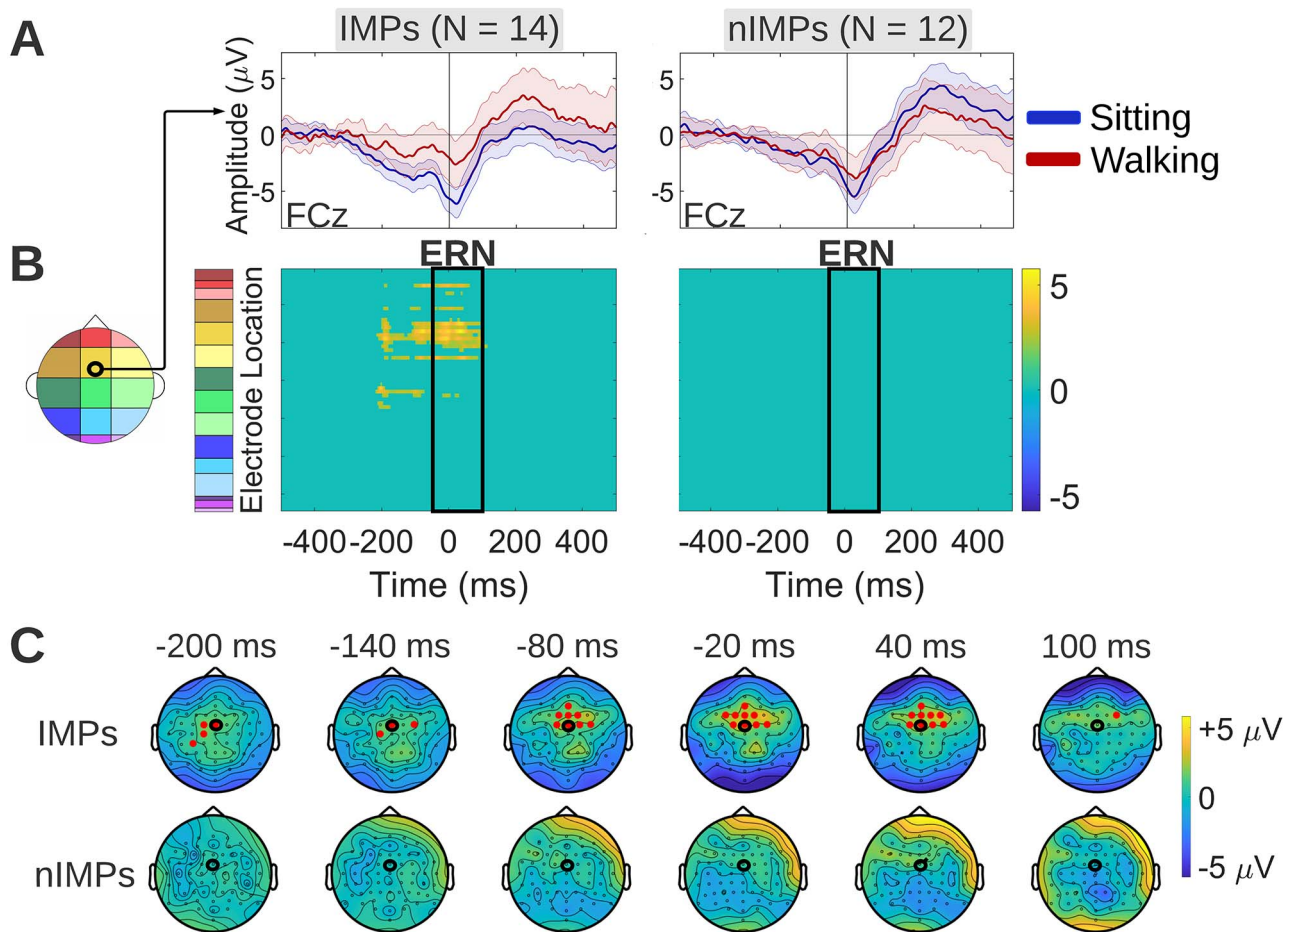 A
IMPs (N = 14)
nIMPs (N = 12)
Amplitude (μV)
5
0
-5
FCz
5
0
-5
FCz
Sitting
Walking
B
ERN
ERN
Electrode Location
5
0
-5
-400 -200 0 200 400
-400 -200 0 200 400
Time (ms)
Time (ms)
C
-200 ms
-140 ms
-80 ms
-20 ms
40 ms
100 ms
IMPs
nIMPs
+5 μV
0
-5 μV